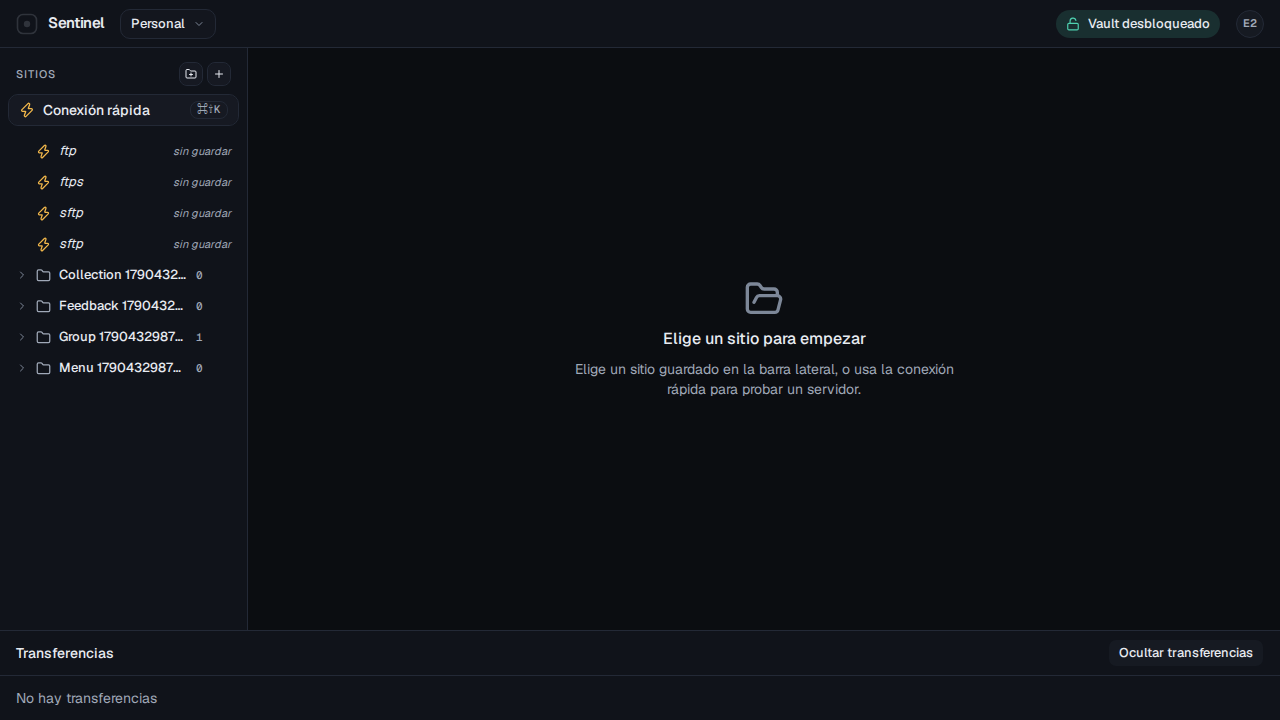 Sentinel
Personal
Vault desbloqueado
E2
SITIOS
Conexión rápida
⌘⇧K
ftp
sin guardar
ftps
sin guardar
sftp
sin guardar
sftp
sin guardar
Collection 1790432...
0
Feedback 1790432...
0
Group 1790432987...
1
Menu 1790432987...
0
Elige un sitio para empezar
Elige un sitio guardado en la barra lateral, o usa la conexión
rápida para probar un servidor.
Transferencias
Ocultar transferencias
No hay transferencias